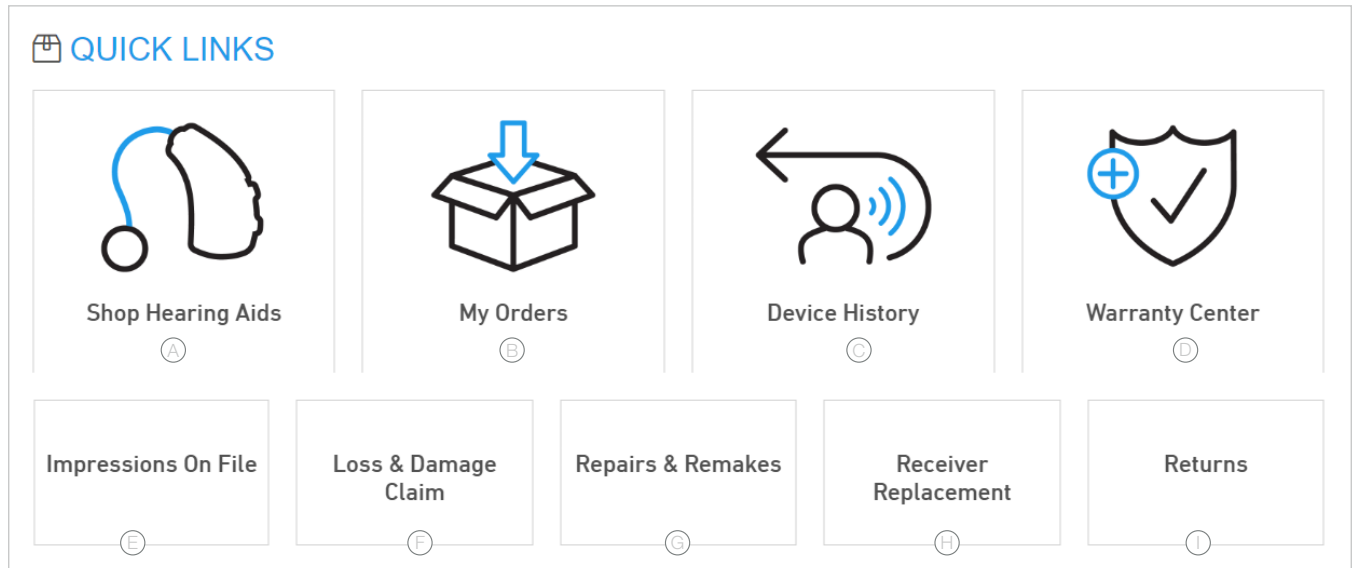 QUICK LINKS
Shop Hearing Aids
My Orders
Device History
Warranty Center
A
B
C
D
Impressions On File
Loss & Damage
Claim
Repairs & Remakes
Receiver
Replacement
Returns
E
F
G
H
I